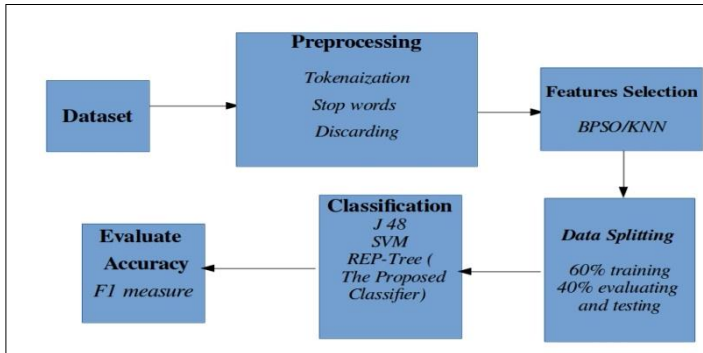 Dataset
Preprocessing
Tokenaization
Stop words
Discarding
Features Selection
BPSO/KNN
Data Splitting
60% training
40% evaluating
and testing
Classification
J 48
SVM
REP-Tree (
The Proposed
Classifier)
Evaluate
Accuracy
F1 measure